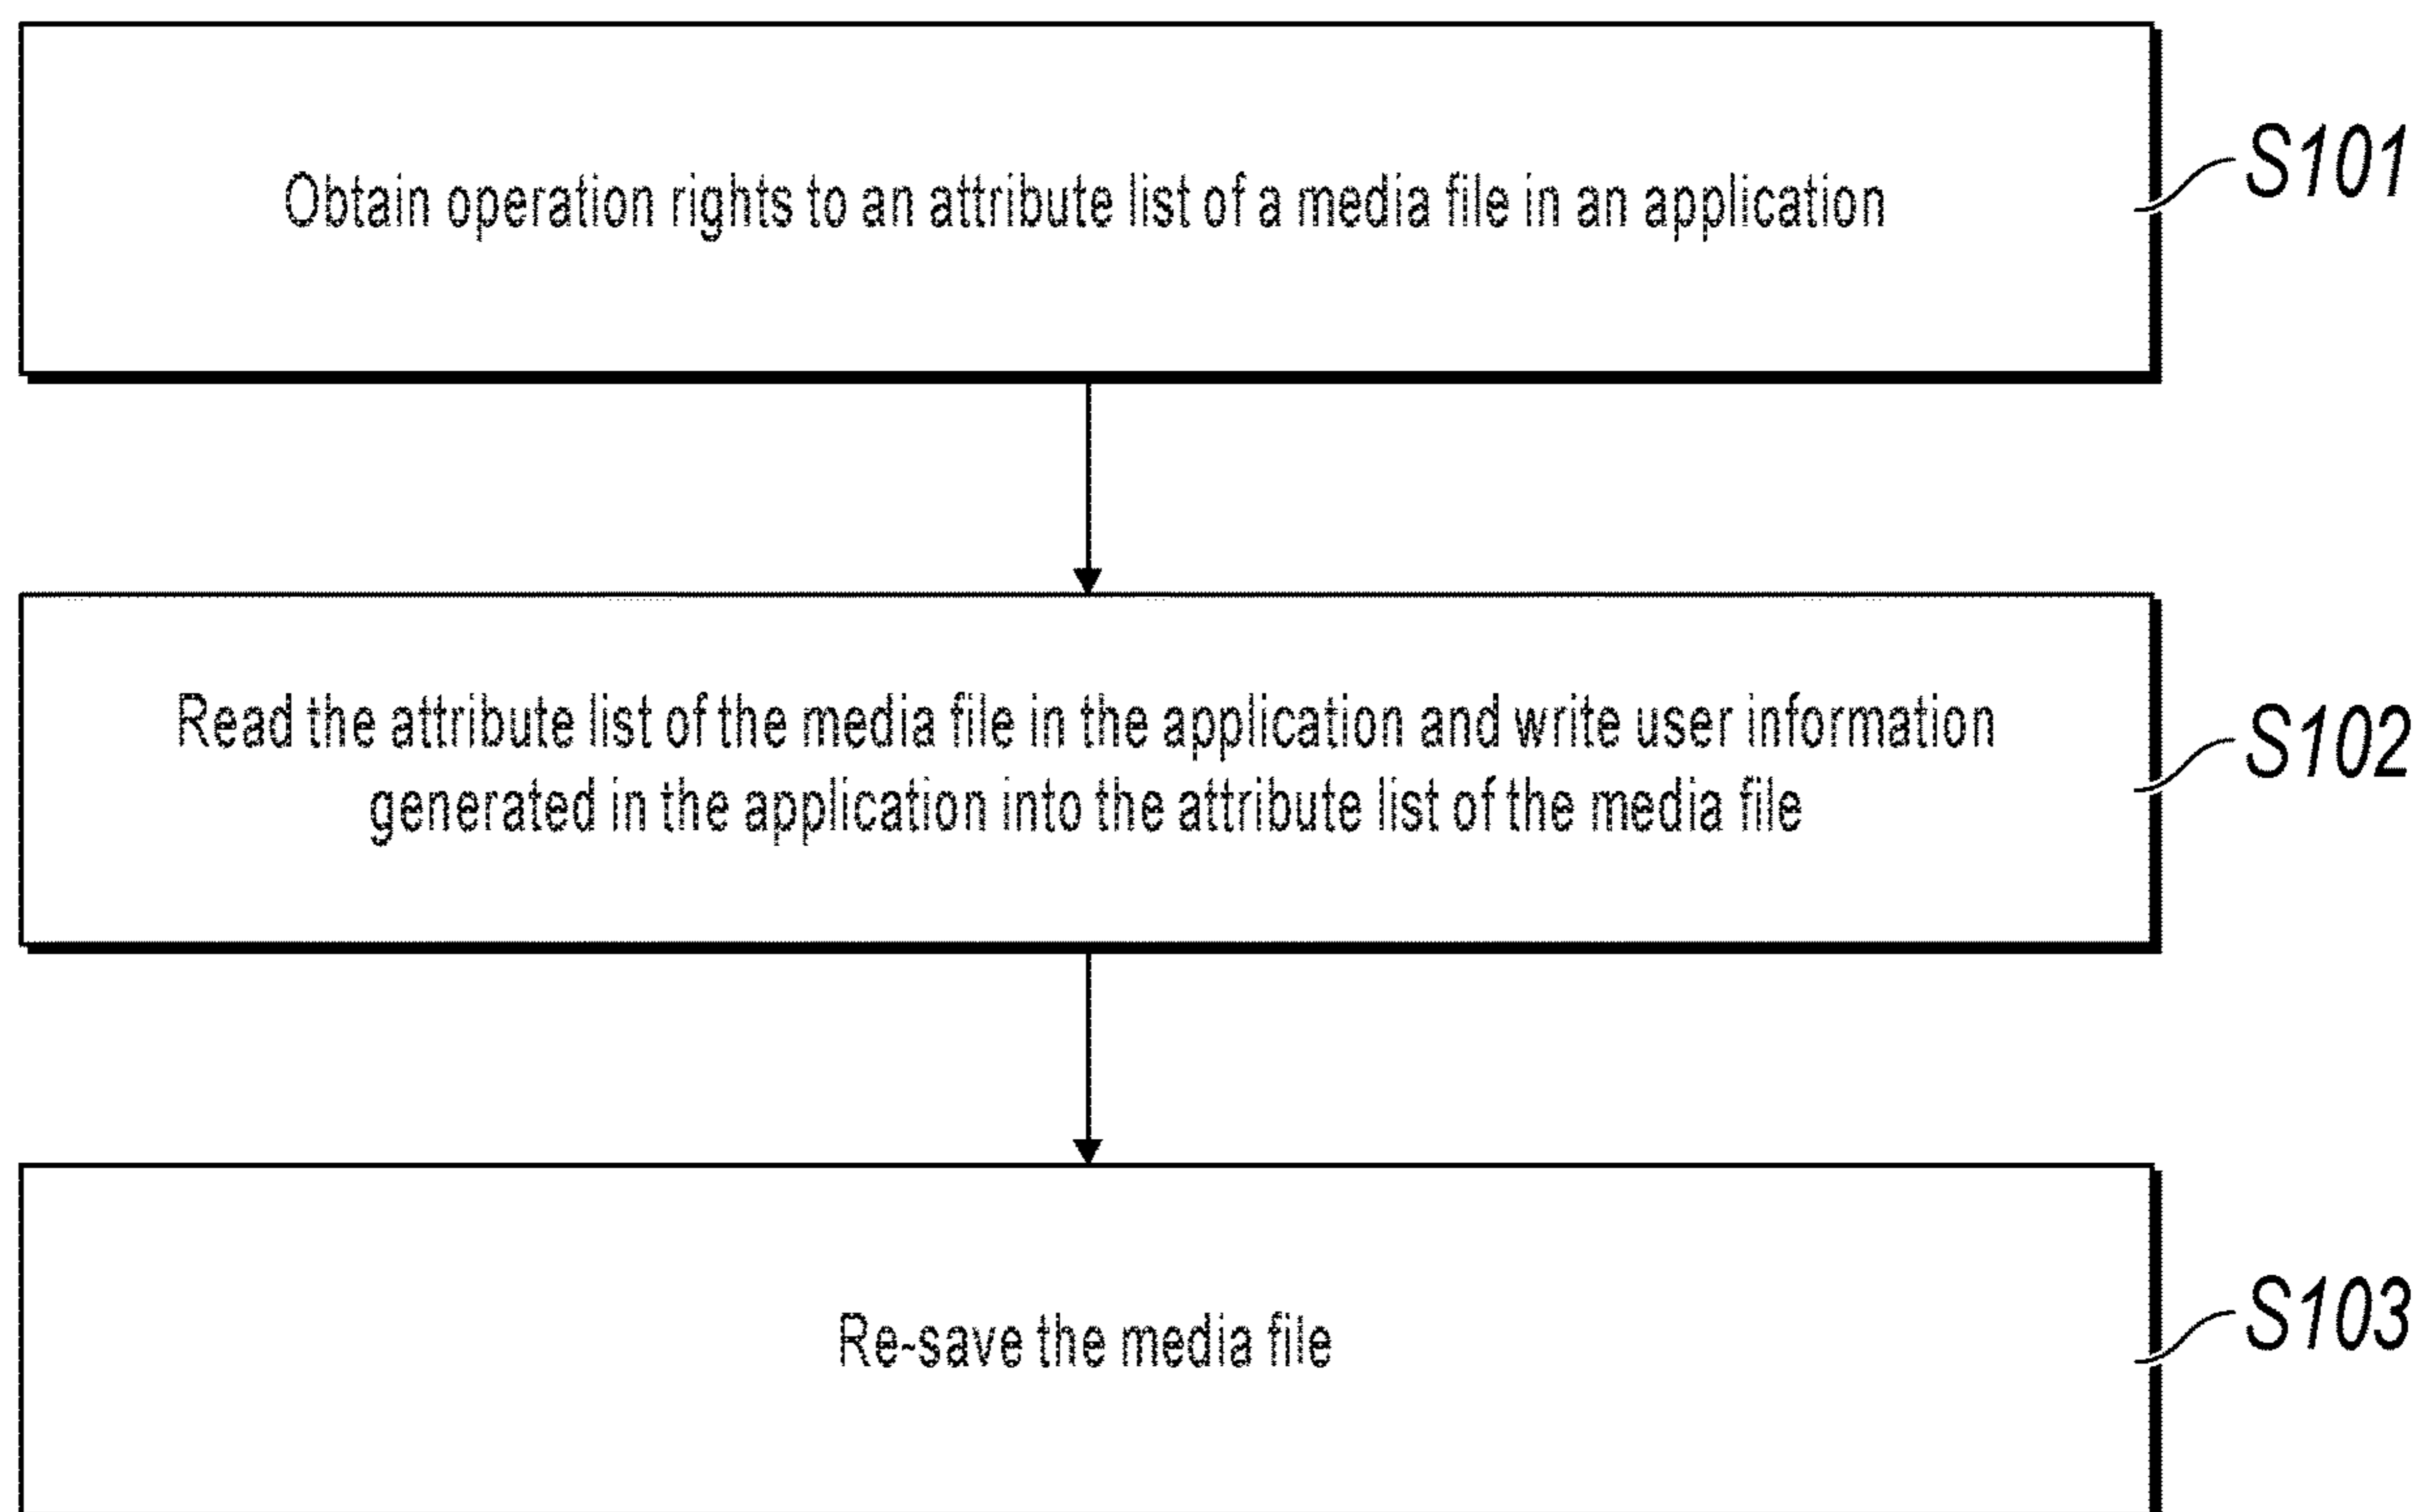 Obtain operation rights to an attribute list of a media file in an application
S101
Read the attribute list of the media file in the application and write user information
generated in the application into the attribute list of the media file
S102
Re-save the media file
S103